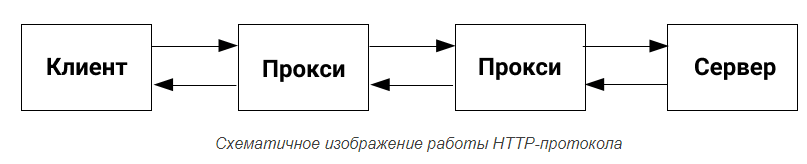 Клиент
Прокси
Прокси
Сервер
Схематичное изображение работы HTTP-протокола